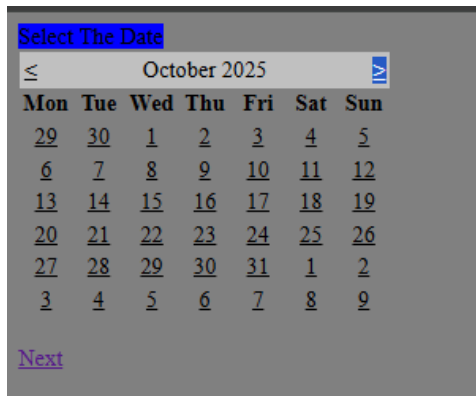 Select The Date
< October 2025 >
Mon Tue Wed Thu Fri Sat Sun
29 30 1 2 3 4 5
6 7 8 9 10 11 12
13 14 15 16 17 18 19
20 21 22 23 24 25 26
27 28 29 30 31 1 2
3 4 5 6 7 8 9
Next